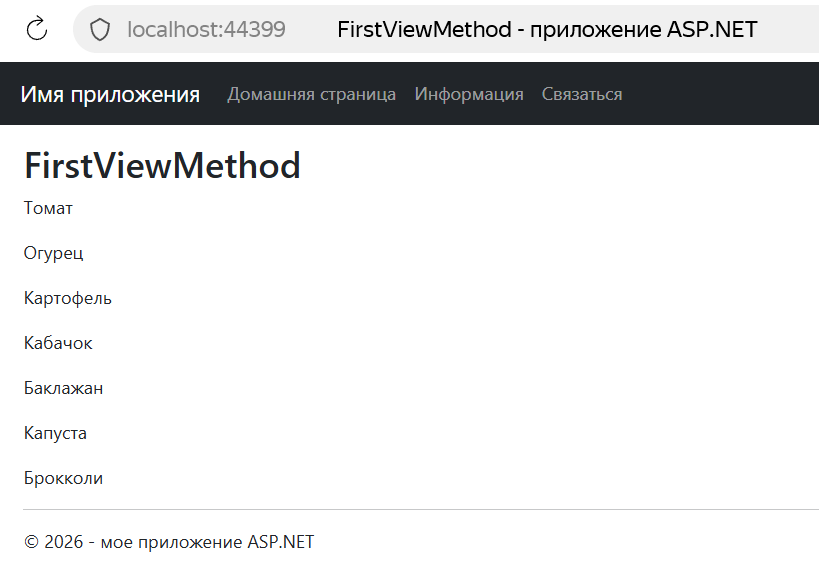 localhost:44399 FirstViewMethod - приложение ASP.NET
Имя приложения Домашняя страница Информация Связаться
FirstViewMethod
Томат
Огурец
Картофель
Кабачок
Баклажан
Капуста
Брокколи
© 2026 - мое приложение ASP.NET